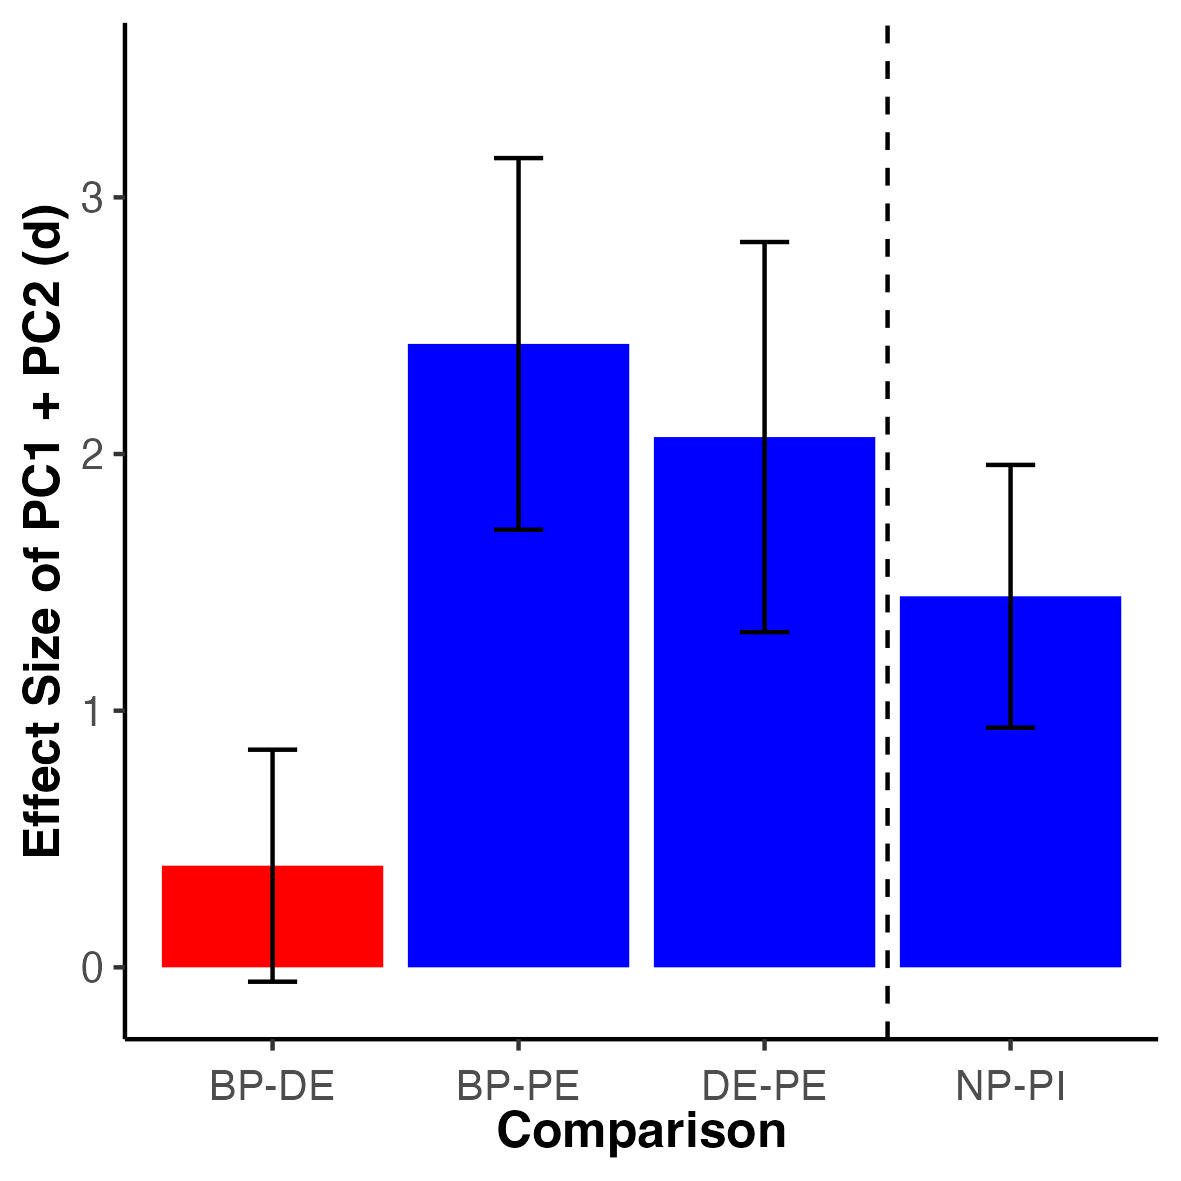 Effect Size of PC1 + PC2 (d)
3
2
1
0
BP-DE BP-PE DE-PE NP-PI
Comparison